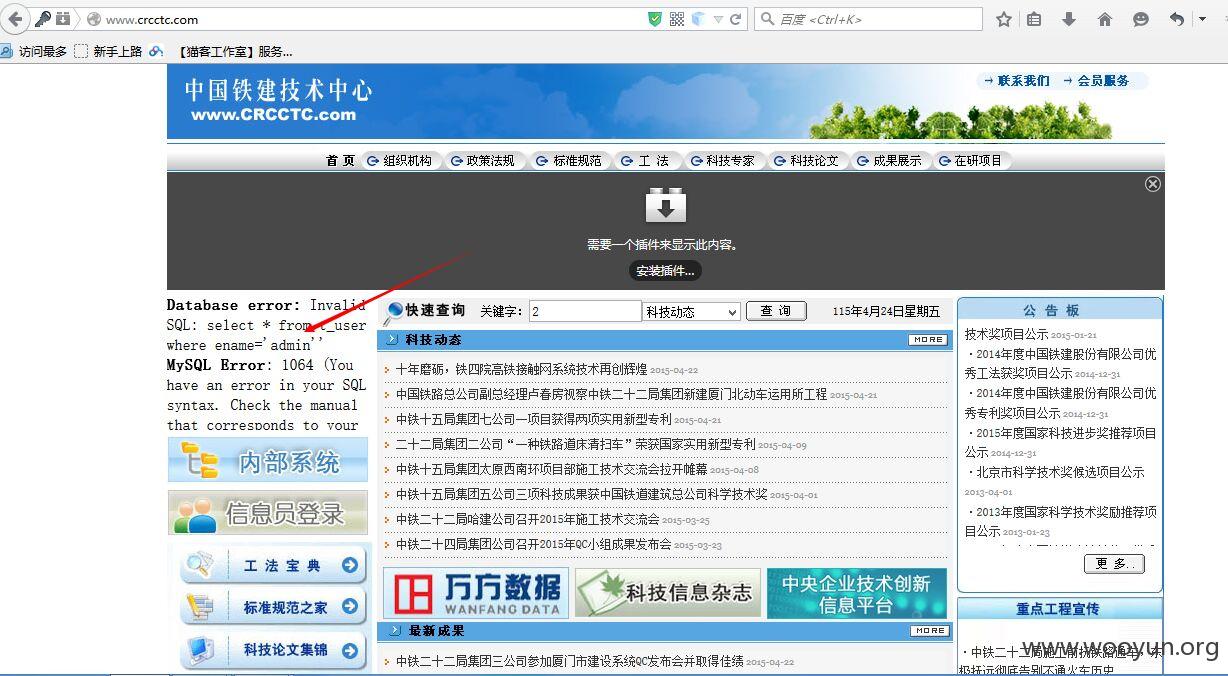 www.crcctc.com
百度 <Ctrl+K>
访问最多 新手上路 【猫客工作室】服务...
中国铁建技术中心
www.CRCCTC.com
联系我们 会员服务
首 页 组织机构 政策法规 标准规范 工 法 科技专家 科技论文 成果展示 在研项目
需要一个插件来显示此内容。
安装插件...
Database error: Invalid
SQL: select * from t_user
where ename='admin''
MySQL Error: 1064 (You
have an error in your SQL
syntax. Check the manual
that corresponds to your
内部系统
信息员登录
工 法 宝 典
标准规范之家
科技论文集锦
快速查询 关键字: 2 科技动态 查 询 115年4月24日星期五
科技动态 MORE
十年磨砺，铁四院高铁接触网系统技术再创辉煌 2015-04-22
中国铁路总公司副总经理卢春房视察中铁二十二局集团新建厦门北动车运用所工程 2015-04-21
中铁十五局集团七公司一项目获得两项实用新型专利 2015-04-21
二十二局集团二公司“一种铁路道床清扫车”荣获国家实用新型专利 2015-04-09
中铁十五局集团太原西南环项目部施工技术交流会拉开帷幕 2015-04-08
中铁十五局集团五公司三项科技成果获中国铁道建筑总公司科学技术奖 2015-04-01
中铁二十二局哈建公司召开2015年施工技术交流会 2015-03-25
中铁二十四局集团公司召开2015年QC小组成果发布会 2015-03-23
万方数据
WANFANG DATA
科技信息杂志
中央企业技术创新
信息平台
最新成果 MORE
中铁二十二局集团三公司参加厦门市建设系统QC发布会并取得佳绩 2015-04-22
公 告 板
技术奖项目公示 2015-01-21
·2014年度中国铁建股份有限公司优
秀工法获奖项目公示 2014-12-31
·2014年度中国铁建股份有限公司优
秀专利奖项目公示 2014-12-31
·2015年度国家科技进步奖推荐项目
公示 2014-12-31
·北京市科学技术奖候选项目公示
2013-04-01
·2013年度国家科学技术奖励推荐项
目公示 2013-01-23
更 多..
重点工程宣传
·中铁二十二局施工前抚铁路通车，东
极抚远彻底告别不通火车历史
www.wooyun.org